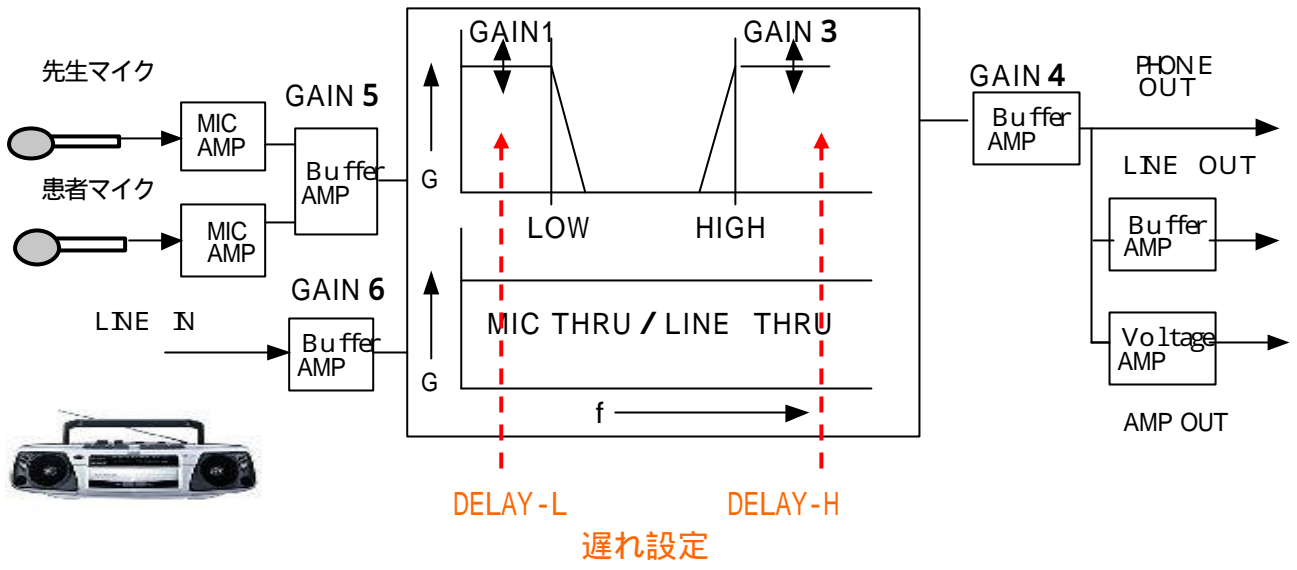 先生マイク
MIC
AMP
患者マイク
MIC
AMP
GAIN 5
Buffer
AMP
LINE IN
GAIN 6
Buffer
AMP
GAIN1
GAIN 3
G
LOW
HIGH
MIC THRU / LINE THRU
G
f
DELAY-L
DELAY-H
遅れ設定
GAIN 4
Buffer
AMP
PHONE
OUT
LINE OUT
Buffer
AMP
Voltage
AMP
AMP OUT